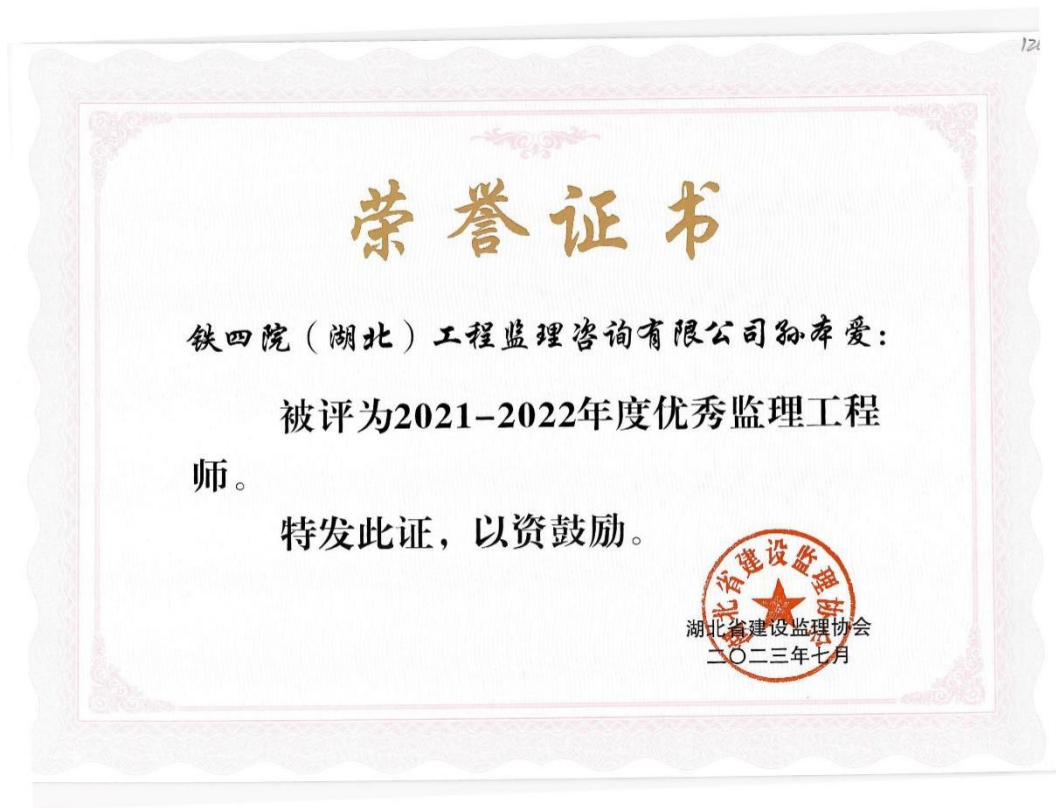 荣誉证书
铁四院（湖北）工程监理咨询有限公司孙本爱：
被评为2021-2022年度优秀监理工程
师。
特发此证，以资鼓励。
湖北省建设监理协会
湖北省建设监理协会
二〇二三年七月